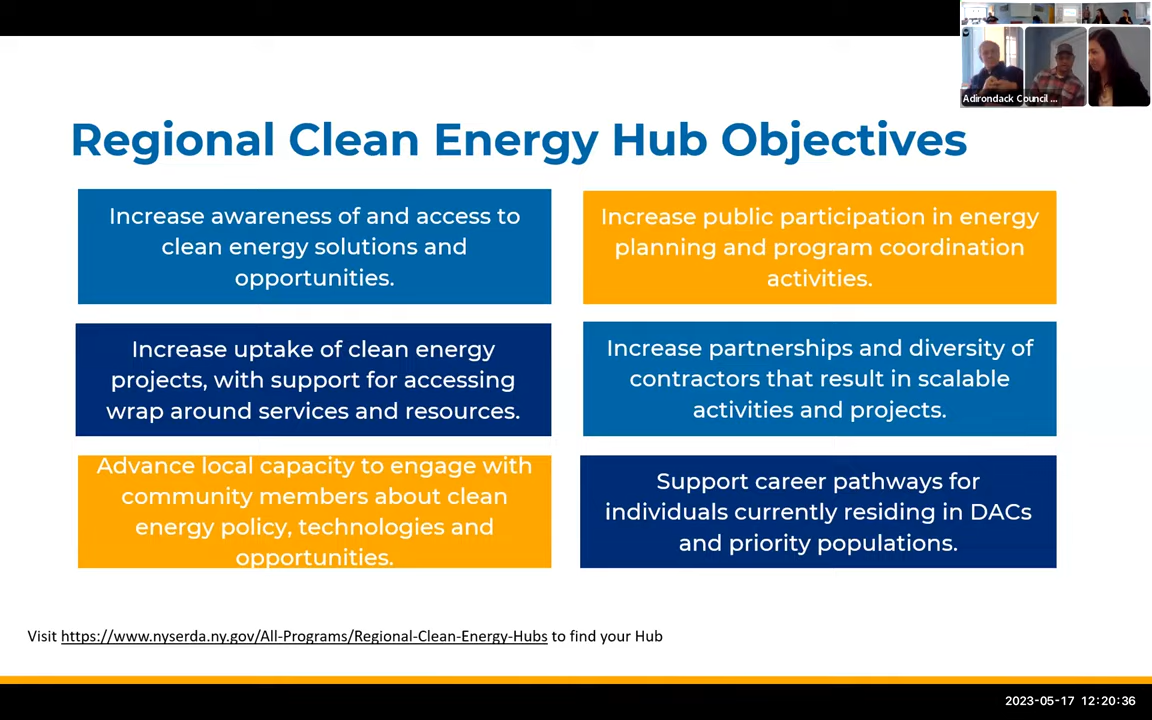 Adirondack Council ...
Regional Clean Energy Hub Objectives
Increase awareness of and access to
clean energy solutions and
opportunities.
Increase public participation in energy
planning and program coordination
activities.
Increase uptake of clean energy
projects, with support for accessing
wrap around services and resources.
Increase partnerships and diversity of
contractors that result in scalable
activities and projects.
Advance local capacity to engage with
community members about clean
energy policy, technologies and
opportunities.
Support career pathways for
individuals currently residing in DACs
and priority populations.
Visit https://www.nyserda.ny.gov/All-Programs/Regional-Clean-Energy-Hubs to find your Hub
2023-05-17 12:20:36